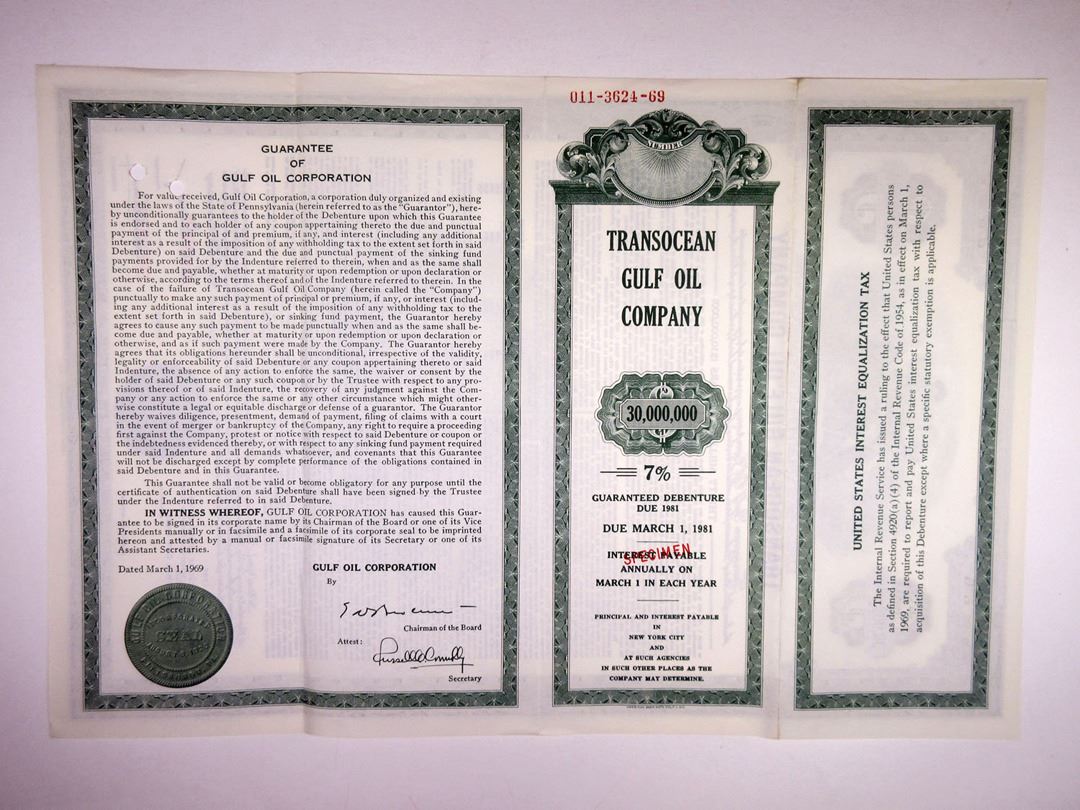 011-3624-69
GUARANTEE
OF
GULF OIL CORPORATION
For value received, Gulf Oil Corporation, a corporation duly organized and existing
under the laws of the State of Pennsylvania (herein referred to as the "Guarantor"), here-
by unconditionally guarantees to the holder of the Debenture upon which this Guarantee
is endorsed and to each holder of any coupon appertaining thereto the due and punctual
payment of the principal of and premium, if any, and interest (including any additional
interest as a result of the imposition of any withholding tax to the extent set forth in said
Debenture) on said Debenture and the due and punctual payment of the sinking fund
payments provided for by the Indenture referred to therein, when and as the same shall
become due and payable, whether at maturity or upon redemption or upon declaration or
otherwise, according to the terms thereof and of the Indenture referred to therein. In the
case of the failure of Transocean Gulf Oil Company (herein called the "Company")
punctually to make any such payment of principal or premium, if any, or interest (includ-
ing any additional interest as a result of the imposition of any withholding tax to the
extent set forth in said Debenture), or sinking fund payment, the Guarantor hereby
agrees to cause any such payment to be made punctually when and as the same shall be-
come due and payable, whether at maturity or upon redemption or upon declaration or
otherwise, and as if such payment were made by the Company. The Guarantor hereby
agrees that its obligations hereunder shall be unconditional, irrespective of the validity,
legality or enforceability of said Debenture or any coupon appertaining thereto or said
Indenture, the absence of any action to enforce the same, the waiver or consent by the
holder of said Debenture or any such coupon or by the Trustee with respect to any pro-
visions thereof or of said Indenture, the recovery of any judgment against the Com-
pany or any action to enforce the same or any other circumstance which might other-
wise constitute a legal or equitable discharge or defense of a guarantor. The Guarantor
hereby waives diligence, presentment, demand of payment, filing of claims with a court
in the event of merger or bankruptcy of the Company, any right to require a proceeding
first against the Company, protest or notice with respect to said Debenture or coupon or
the indebtedness evidenced thereby, or with respect to any sinking fund payment required
under said Indenture and all demands whatsoever, and covenants that this Guarantee
will not be discharged except by complete performance of the obligations contained in
said Debenture and in this Guarantee.
This Guarantee shall not be valid or become obligatory for any purpose until the
certificate of authentication on said Debenture shall have been signed by the Trustee
under the Indenture referred to in said Debenture.
IN WITNESS WHEREOF, GULF OIL CORPORATION has caused this Guar-
antee to be signed in its corporate name by its Chairman of the Board or one of its Vice
Presidents manually or in facsimile and a facsimile of its corporate seal to be imprinted
hereon and attested by a manual or facsimile signature of its Secretary or one of its
Assistant Secretaries.
Dated March 1, 1969
GULF OIL CORPORATION
By
Chairman of the Board
Attest:
Secretary
SEAL
NUMBER
TRANSOCEAN
GULF OIL
COMPANY
$
30,000,000
7%
GUARANTEED DEBENTURE
DUE 1981
DUE MARCH 1, 1981
INTEREST PAYABLE
SPECIMEN
ANNUALLY ON
MARCH 1 IN EACH YEAR
PRINCIPAL AND INTEREST PAYABLE
IN
NEW YORK CITY
AND
AT SUCH AGENCIES
IN SUCH OTHER PLACES AS THE
COMPANY MAY DETERMINE.
UNITED STATES INTEREST EQUALIZATION TAX
The Internal Revenue Service has issued a ruling to the effect that United States persons
as defined in Section 4920(a)(4) of the Internal Revenue Code of 1954, as in effect on March 1,
1969, are required to report and pay United States interest equalization tax with respect to
acquisition of this Debenture except where a specific statutory exemption is applicable.